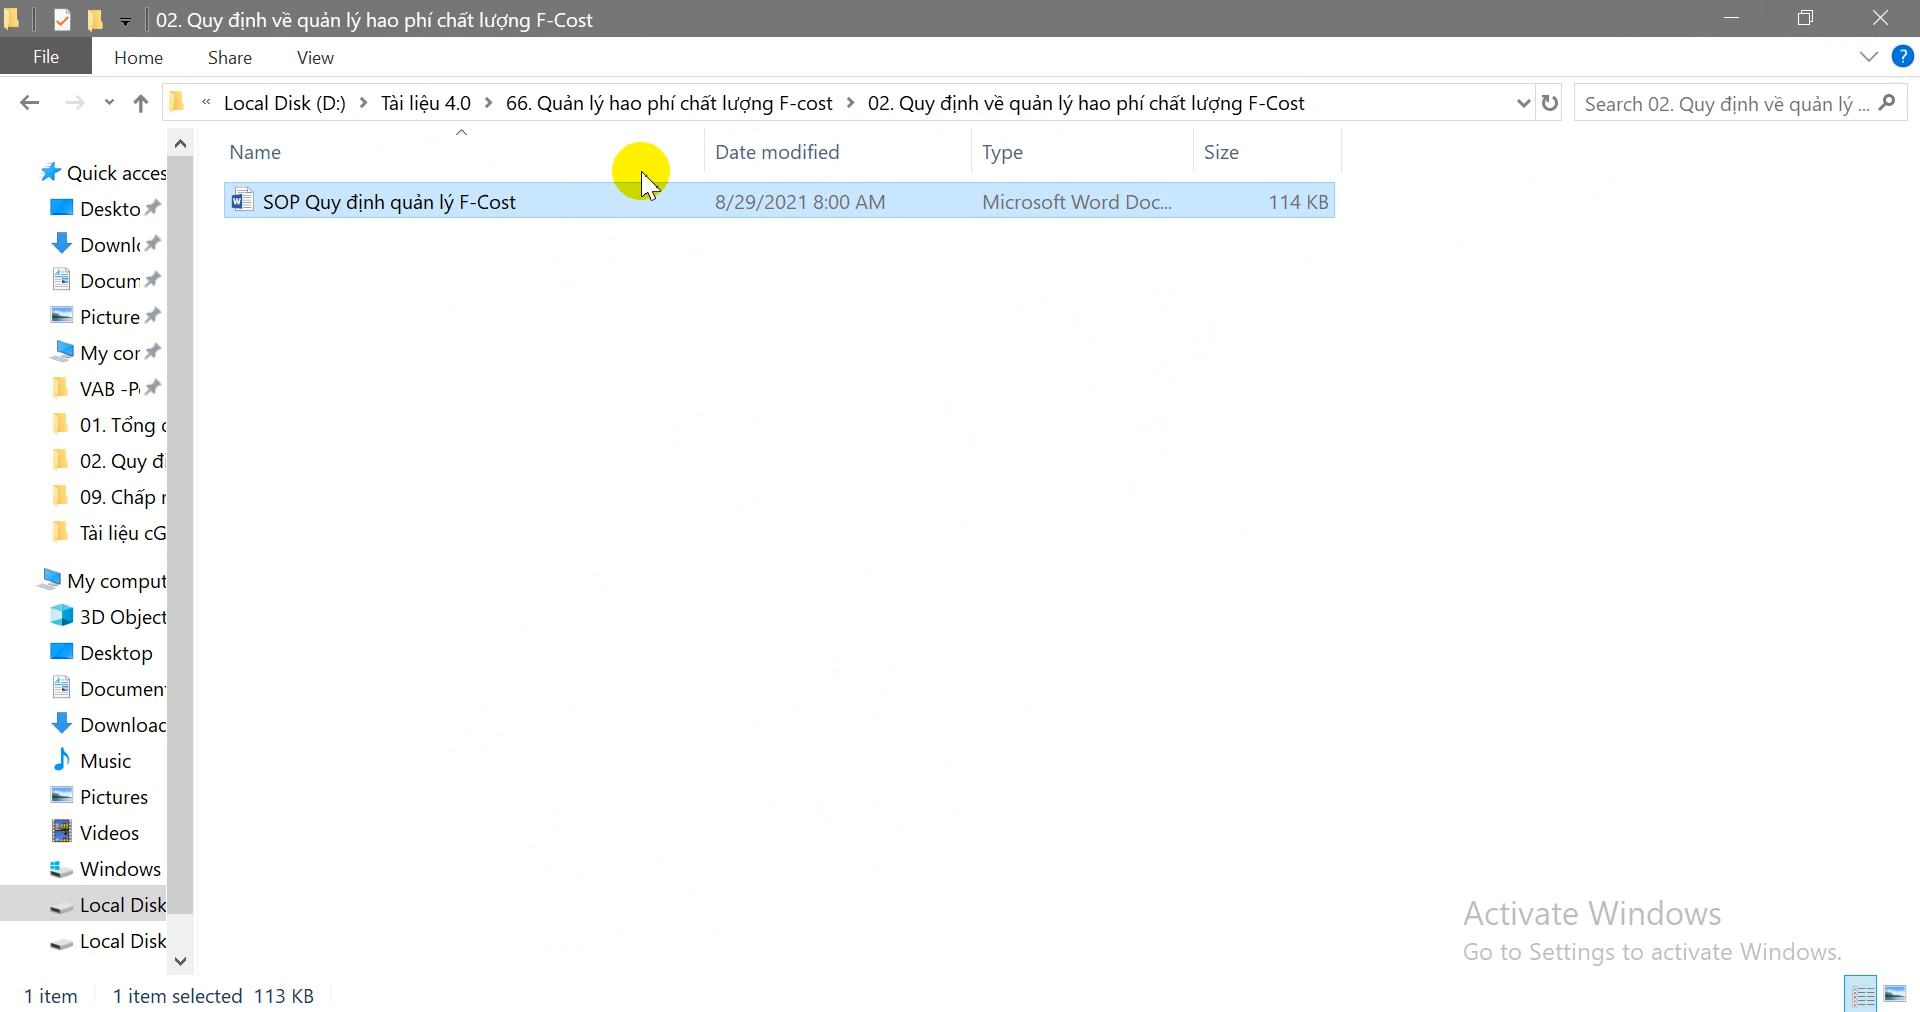 02. Quy định về quản lý hao phí chất lượng F-Cost
File Home Share View
« Local Disk (D:) > Tài liệu 4.0 > 66. Quản lý hao phí chất lượng F-cost > 02. Quy định về quản lý hao phí chất lượng F-Cost
Search 02. Quy định về quản lý ...
Name Date modified Type Size
SOP Quy định quản lý F-Cost 8/29/2021 8:00 AM Microsoft Word Doc... 114 KB
Quick acces
Deskto
Downl
Docum
Picture
My cor
VAB -P
01. Tổng
02. Quy đ
09. Chấp
Tài liệu cG
My comput
3D Object
Desktop
Documen
Downloac
Music
Pictures
Videos
Windows
Local Disk
Local Disk
Activate Windows
Go to Settings to activate Windows.
1 item 1 item selected 113 KB